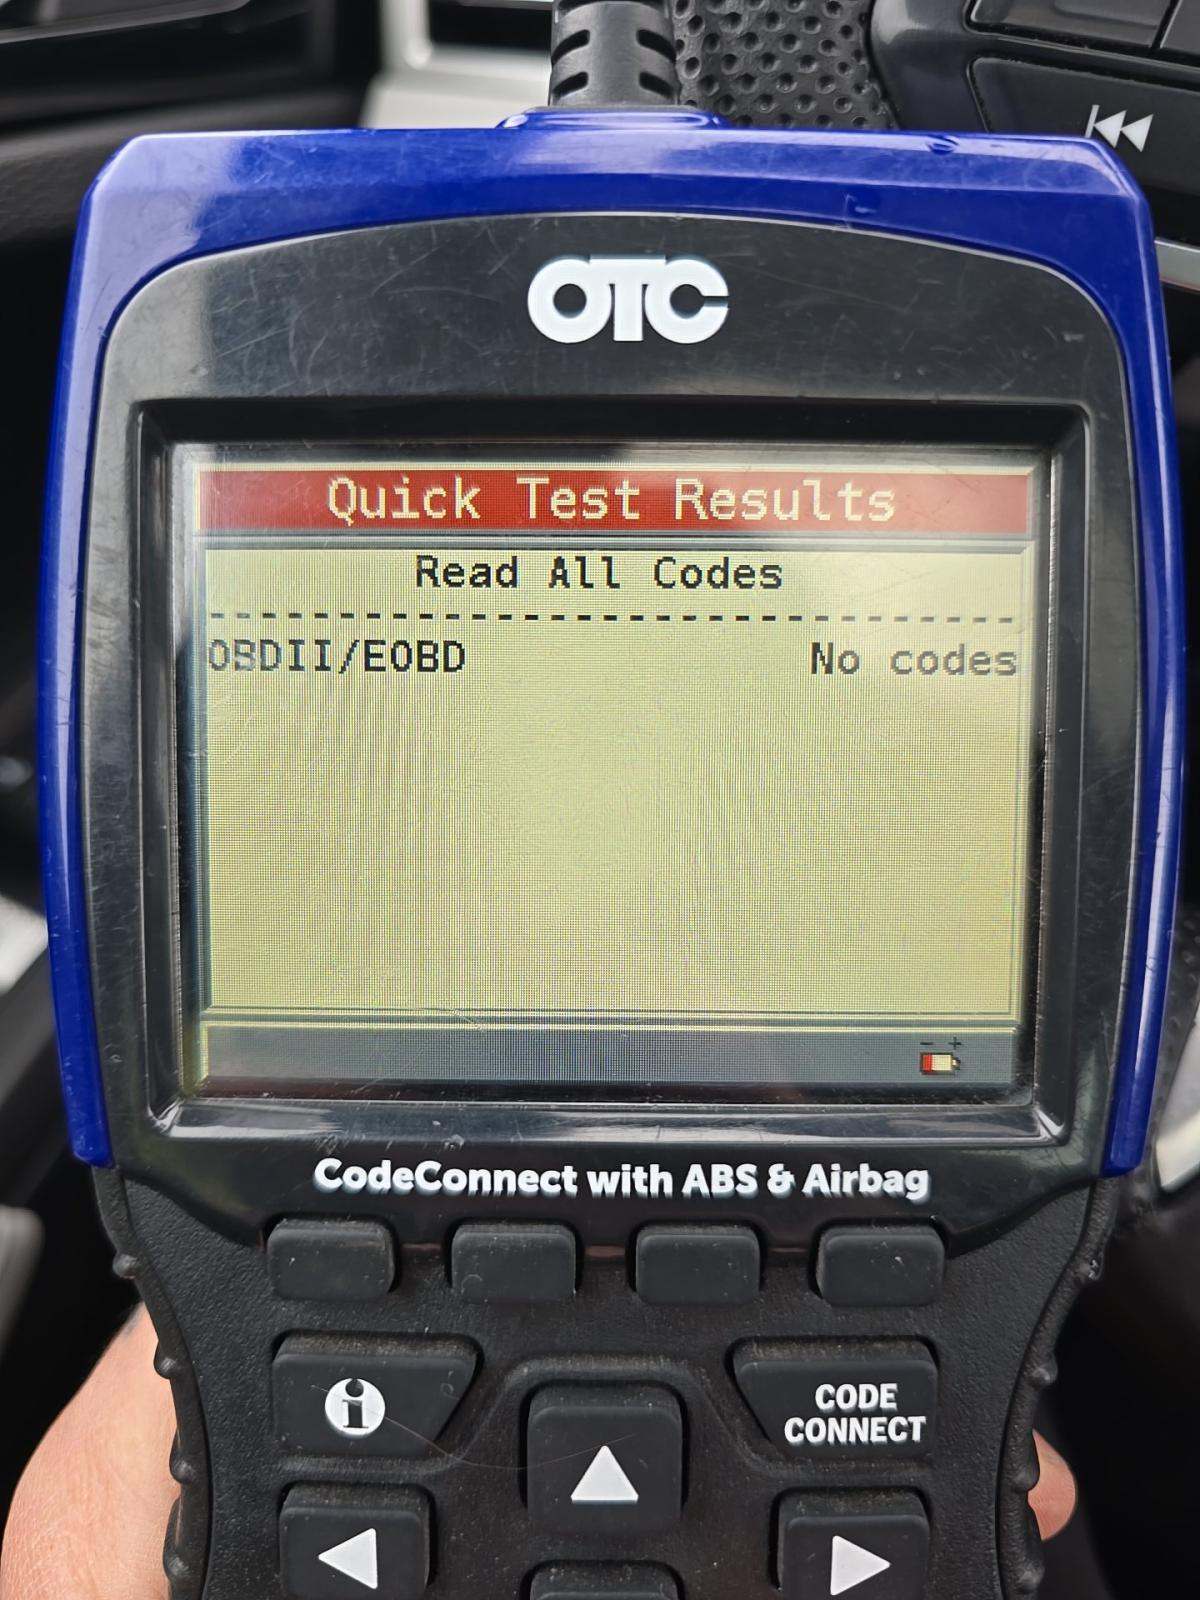 OTC
Quick Test Results
Read All Codes
------------------------------
OBDII/EOBD No codes
- +
CodeConnect with ABS & Airbag
i
CODE
CONNECT